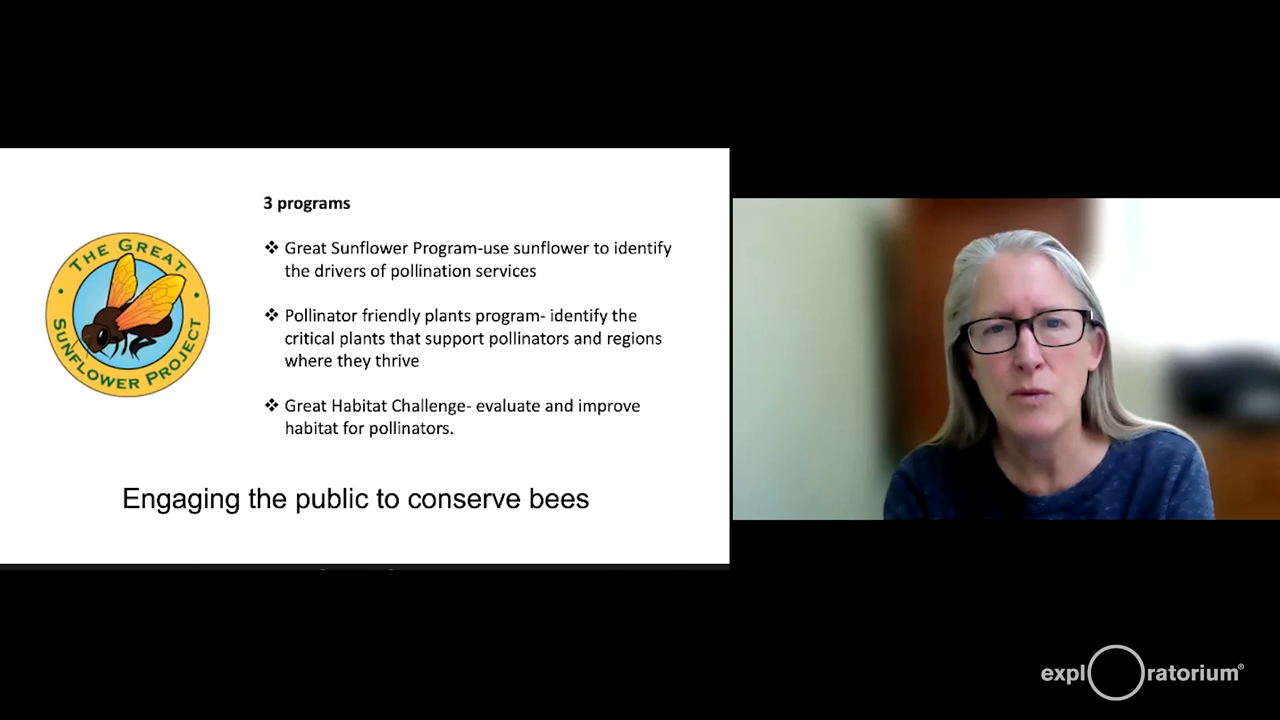 THE GREAT
SUNFLOWER PROJECT
3 programs
❖ Great Sunflower Program-use sunflower to identify
the drivers of pollination services
❖ Pollinator friendly plants program- identify the
critical plants that support pollinators and regions
where they thrive
❖ Great Habitat Challenge- evaluate and improve
habitat for pollinators.
Engaging the public to conserve bees
expl ratorium®